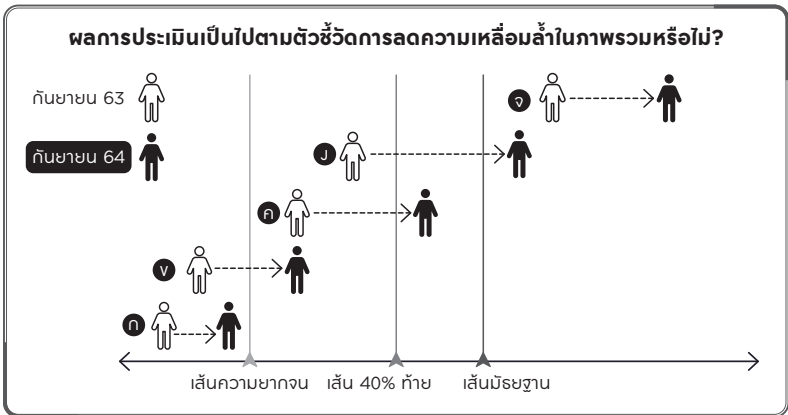 ผลการประเมินเป็นไปตามตัวชี้วัดการลดความเหลื่อมล้ำในภาพรวมหรือไม่?
กันยายน 63
จ
กันยายน 64
ง
ค
ข
ก
เส้นความยากจน เส้น 40% ท้าย เส้นมัธยฐาน